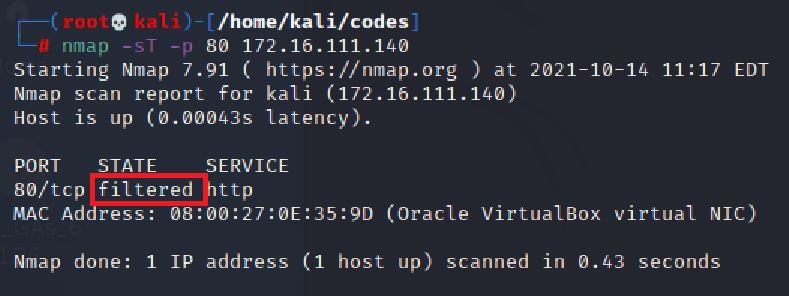 (root💀kali)-[/home/kali/codes]
# nmap -sT -p 80 172.16.111.140
Starting Nmap 7.91 ( https://nmap.org ) at 2021-10-14 11:17 EDT
Nmap scan report for kali (172.16.111.140)
Host is up (0.00043s latency).
PORT   STATE    SERVICE
80/tcp filtered http
MAC Address: 08:00:27:0E:35:9D (Oracle VirtualBox virtual NIC)
Nmap done: 1 IP address (1 host up) scanned in 0.43 seconds